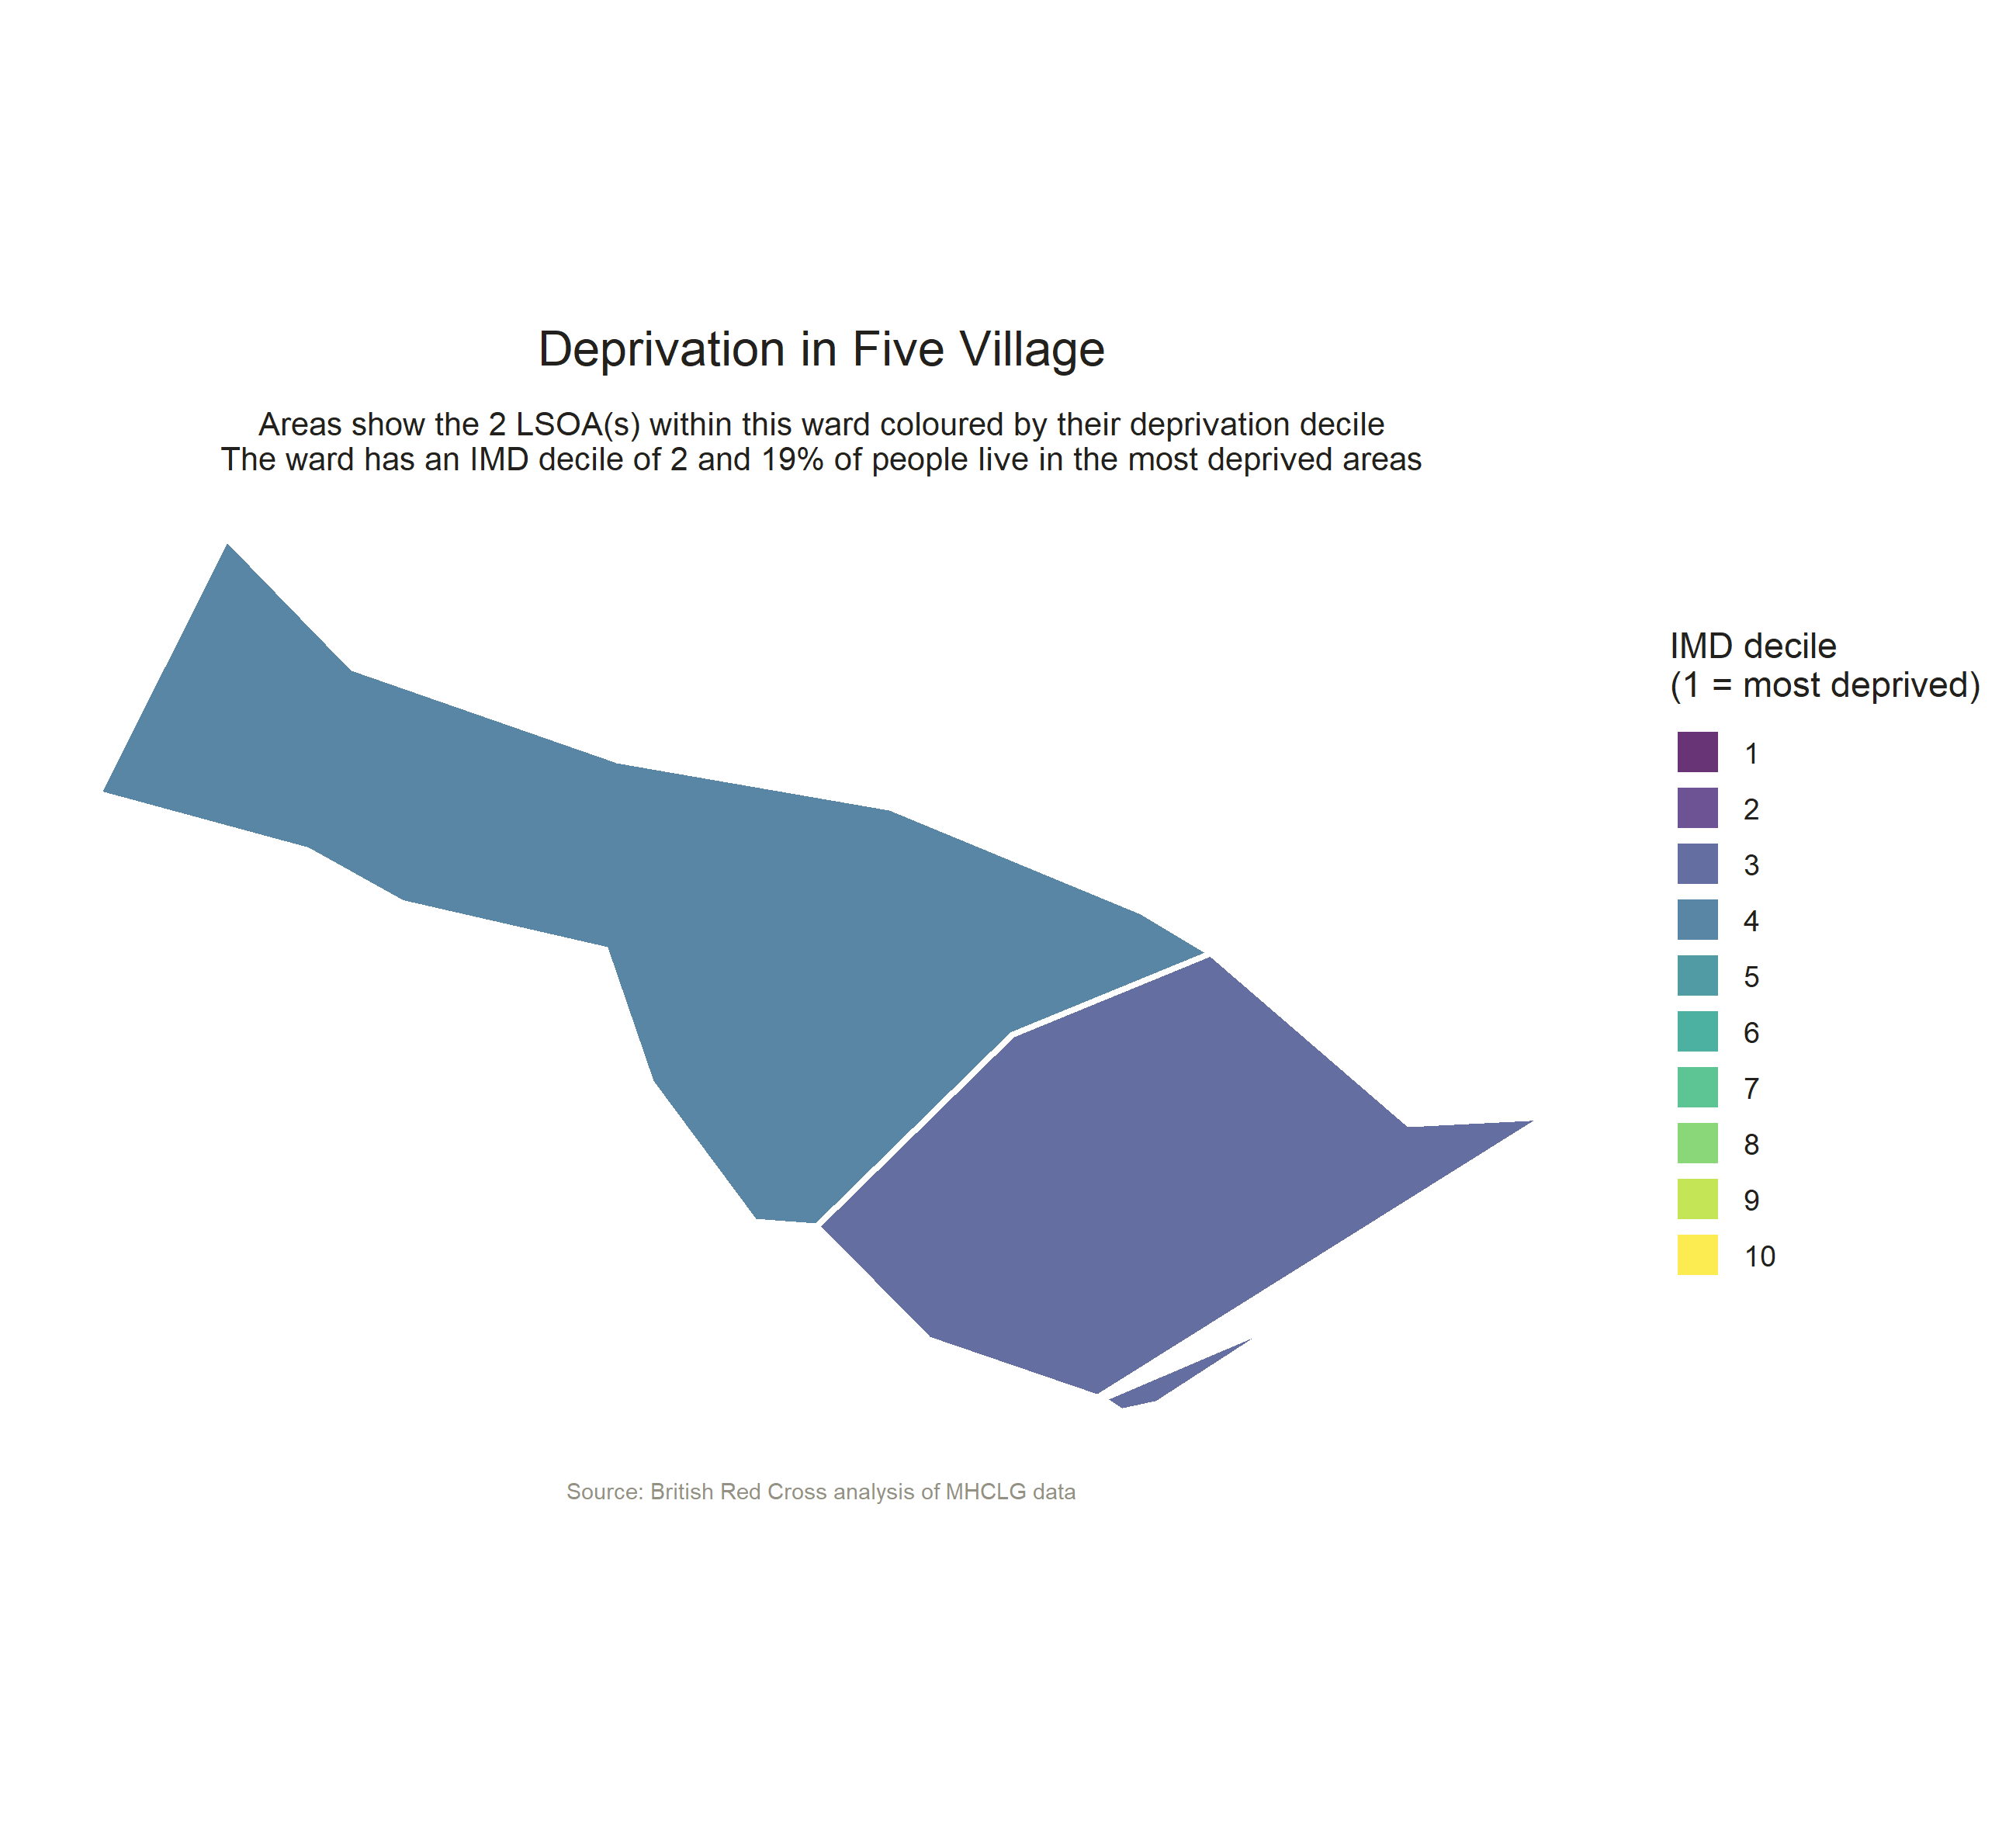 Deprivation in Five Village
Areas show the 2 LSOA(s) within this ward coloured by their deprivation decile
The ward has an IMD decile of 2 and 19% of people live in the most deprived areas
IMD decile
(1 = most deprived)
1
2
3
4
5
6
7
8
9
10
Source: British Red Cross analysis of MHCLG data